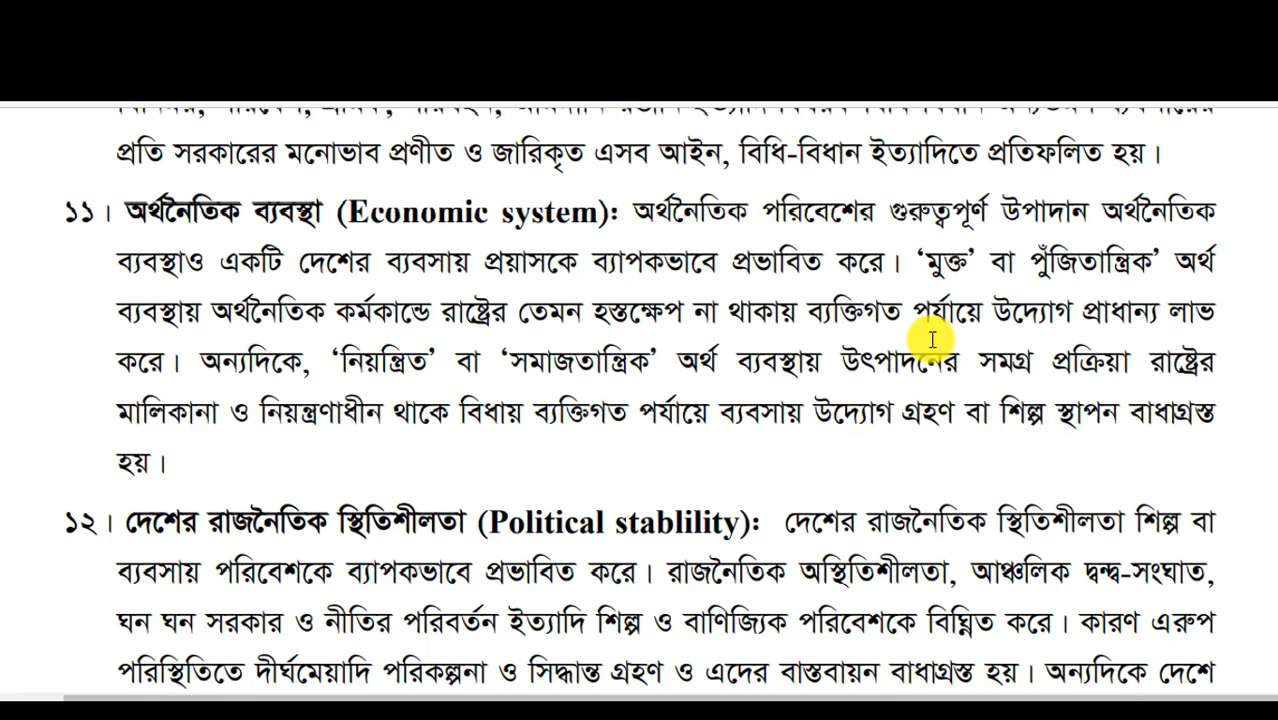 প্রতি সরকারের মনোভাব প্রণীত ও জারিকৃত এসব আইন, বিধি-বিধান ইত্যাদিতে প্রতিফলিত হয়।
১১। অর্থনৈতিক ব্যবস্থা (Economic system): অর্থনৈতিক পরিবেশের গুরুত্বপূর্ণ উপাদান অর্থনৈতিক
ব্যবস্থাও একটি দেশের ব্যবসায় প্রয়াসকে ব্যাপকভাবে প্রভাবিত করে। ‘মুক্ত’ বা পুঁজিতান্ত্রিক’ অর্থ
ব্যবস্থায় অর্থনৈতিক কর্মকান্ডে রাষ্ট্রের তেমন হস্তক্ষেপ না থাকায় ব্যক্তিগত পর্যায়ে উদ্যোগ প্রাধান্য লাভ
করে। অন্যদিকে, ‘নিয়ন্ত্রিত’ বা ‘সমাজতান্ত্রিক’ অর্থ ব্যবস্থায় উৎপাদনের সমগ্র প্রক্রিয়া রাষ্ট্রের
মালিকানা ও নিয়ন্ত্রণাধীন থাকে বিধায় ব্যক্তিগত পর্যায়ে ব্যবসায় উদ্যোগ গ্রহণ বা শিল্প স্থাপন বাধাগ্রস্ত
হয়।
১২। দেশের রাজনৈতিক স্থিতিশীলতা (Political stablility): দেশের রাজনৈতিক স্থিতিশীলতা শিল্প বা
ব্যবসায় পরিবেশকে ব্যাপকভাবে প্রভাবিত করে। রাজনৈতিক অস্থিতিশীলতা, আঞ্চলিক দ্বন্দ্ব-সংঘাত,
ঘন ঘন সরকার ও নীতির পরিবর্তন ইত্যাদি শিল্প ও বাণিজ্যিক পরিবেশকে বিঘ্নিত করে। কারণ এরুপ
পরিস্থিতিতে দীর্ঘমেয়াদি পরিকল্পনা ও সিদ্ধান্ত গ্রহণ ও এদের বাস্তবায়ন বাধাগ্রস্ত হয়। অন্যদিকে দেশে